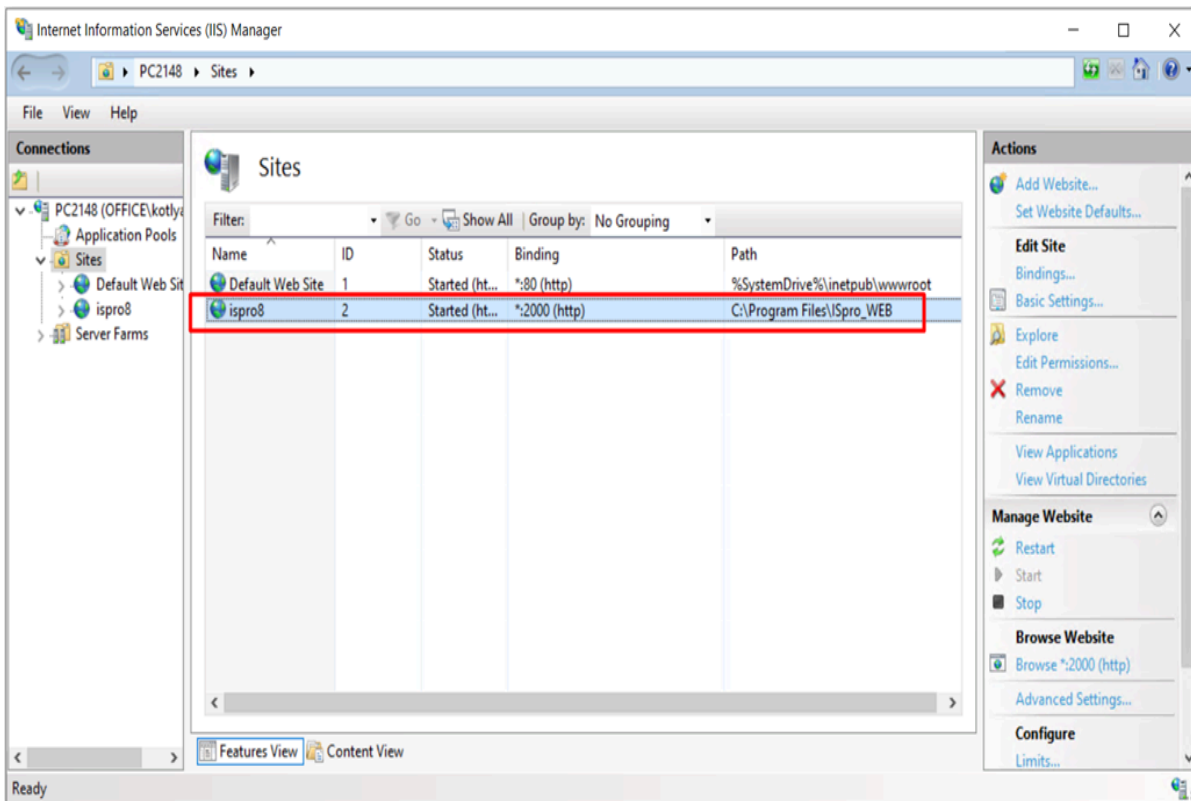 Internet Information Services (IIS) Manager
PC2148 Sites
File View Help
Connections
PC2148 (OFFICE\kotlya
Application Pools
Sites
Default Web Sit
ispro8
Server Farms
Sites
Filter: Go Show All Group by: No Grouping
Name ID Status Binding Path
Default Web Site 1 Started (ht... *:80 (http) %SystemDrive%\inetpub\wwwroot
ispro8 2 Started (ht... *:2000 (http) C:\Program Files\ISpro_WEB
Features View Content View
Actions
Add Website...
Set Website Defaults...
Edit Site
Bindings...
Basic Settings...
Explore
Edit Permissions...
Remove
Rename
View Applications
View Virtual Directories
Manage Website
Restart
Start
Stop
Browse Website
Browse *:2000 (http)
Advanced Settings...
Configure
Limits...
Ready